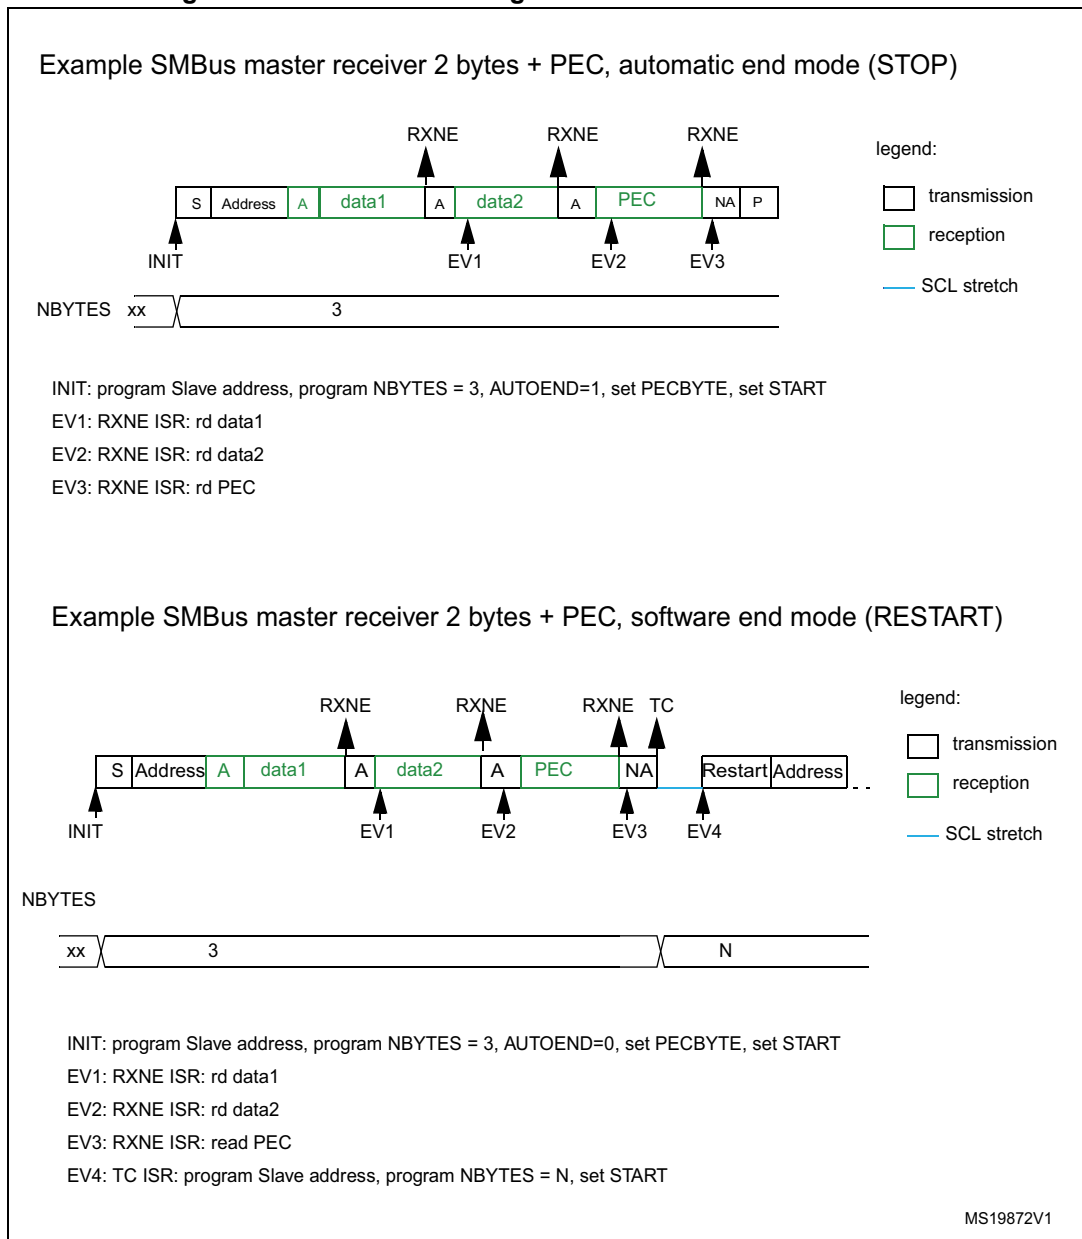 Example SMBus master receiver 2 bytes + PEC, automatic end mode (STOP)
RXNE RXNE RXNE
legend:
S Address A data1 A data2 A PEC NA P
transmission
reception
INIT EV1 EV2 EV3
SCL stretch
NBYTES xx 3
INIT: program Slave address, program NBYTES = 3, AUTOEND=1, set PECBYTE, set START
EV1: RXNE ISR: rd data1
EV2: RXNE ISR: rd data2
EV3: RXNE ISR: rd PEC
Example SMBus master receiver 2 bytes + PEC, software end mode (RESTART)
RXNE RXNE RXNE TC
legend:
S Address A data1 A data2 A PEC NA Restart Address
transmission
reception
INIT EV1 EV2 EV3 EV4
SCL stretch
NBYTES
xx 3 N
INIT: program Slave address, program NBYTES = 3, AUTOEND=0, set PECBYTE, set START
EV1: RXNE ISR: rd data1
EV2: RXNE ISR: rd data2
EV3: RXNE ISR: read PEC
EV4: TC ISR: program Slave address, program NBYTES = N, set START
MS19872V1